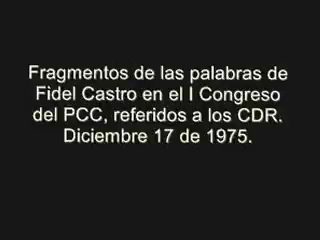 Fragmentos de las palabras de
Fidel Castro en el I Congreso
del PCC, referidos a los CDR.
Diciembre 17 de 1975.